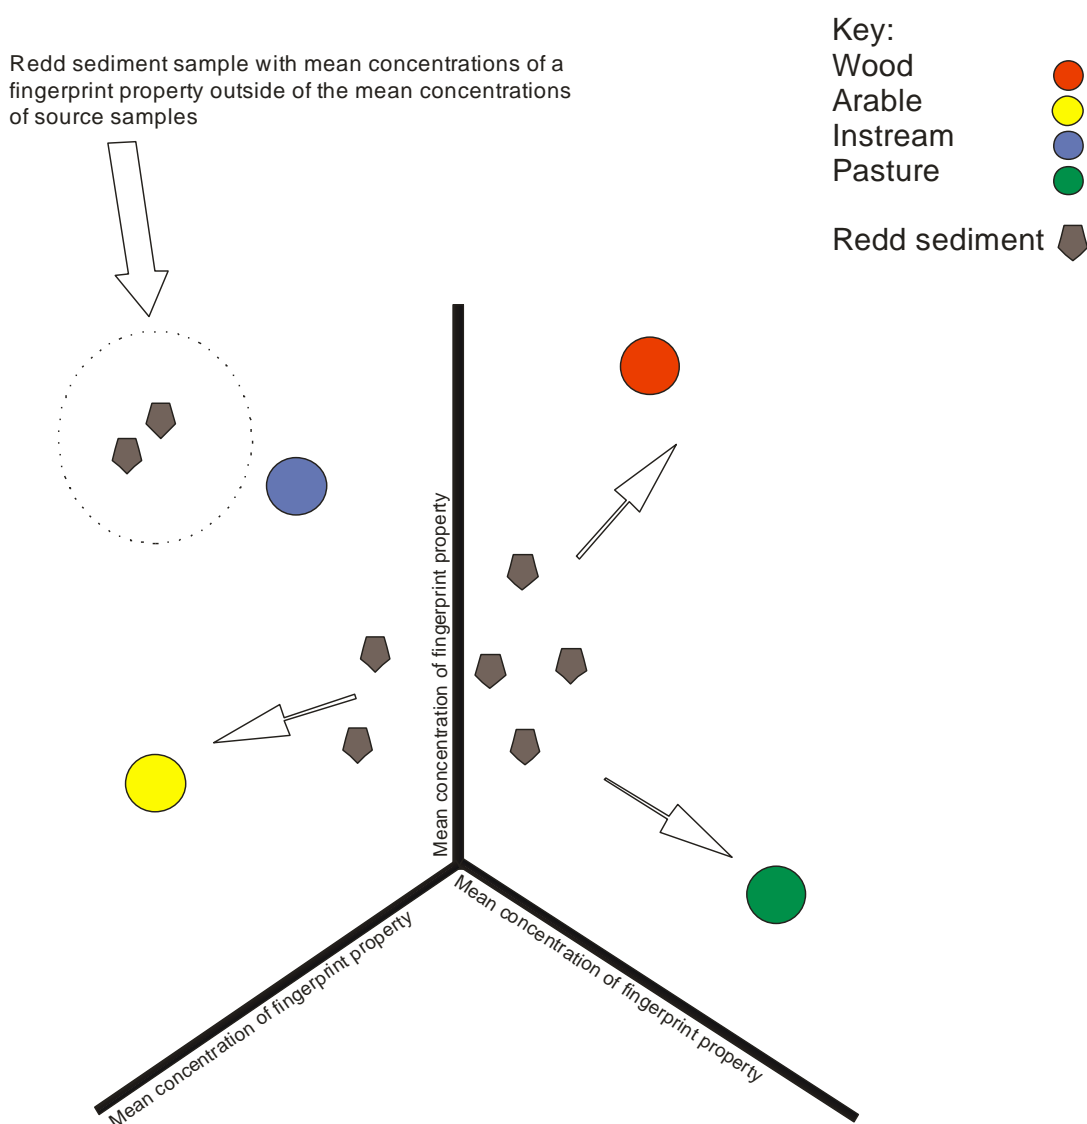 Key:
Wood
Arable
Instream
Pasture
Redd sediment
Redd sediment sample with mean concentrations of a
fingerprint property outside of the mean concentrations
of source samples
Mean concentration of fingerprint property
Mean concentration of fingerprint property
Mean concentration of fingerprint property